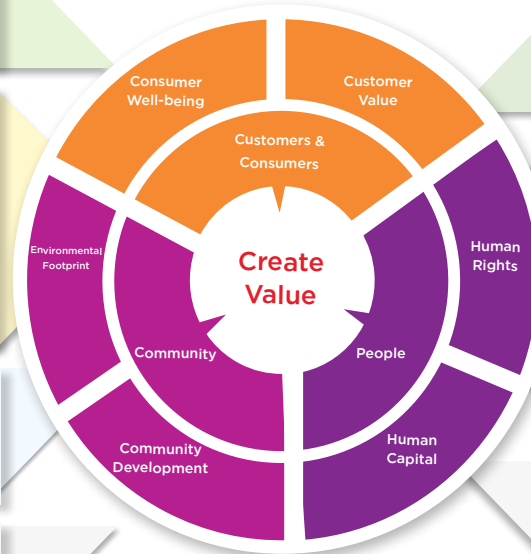 Consumer
Well-being
Customer
Value
Customers &
Consumers
Environmental
Footprint
Create
Value
Human
Rights
Community
People
Community
Development
Human
Capital